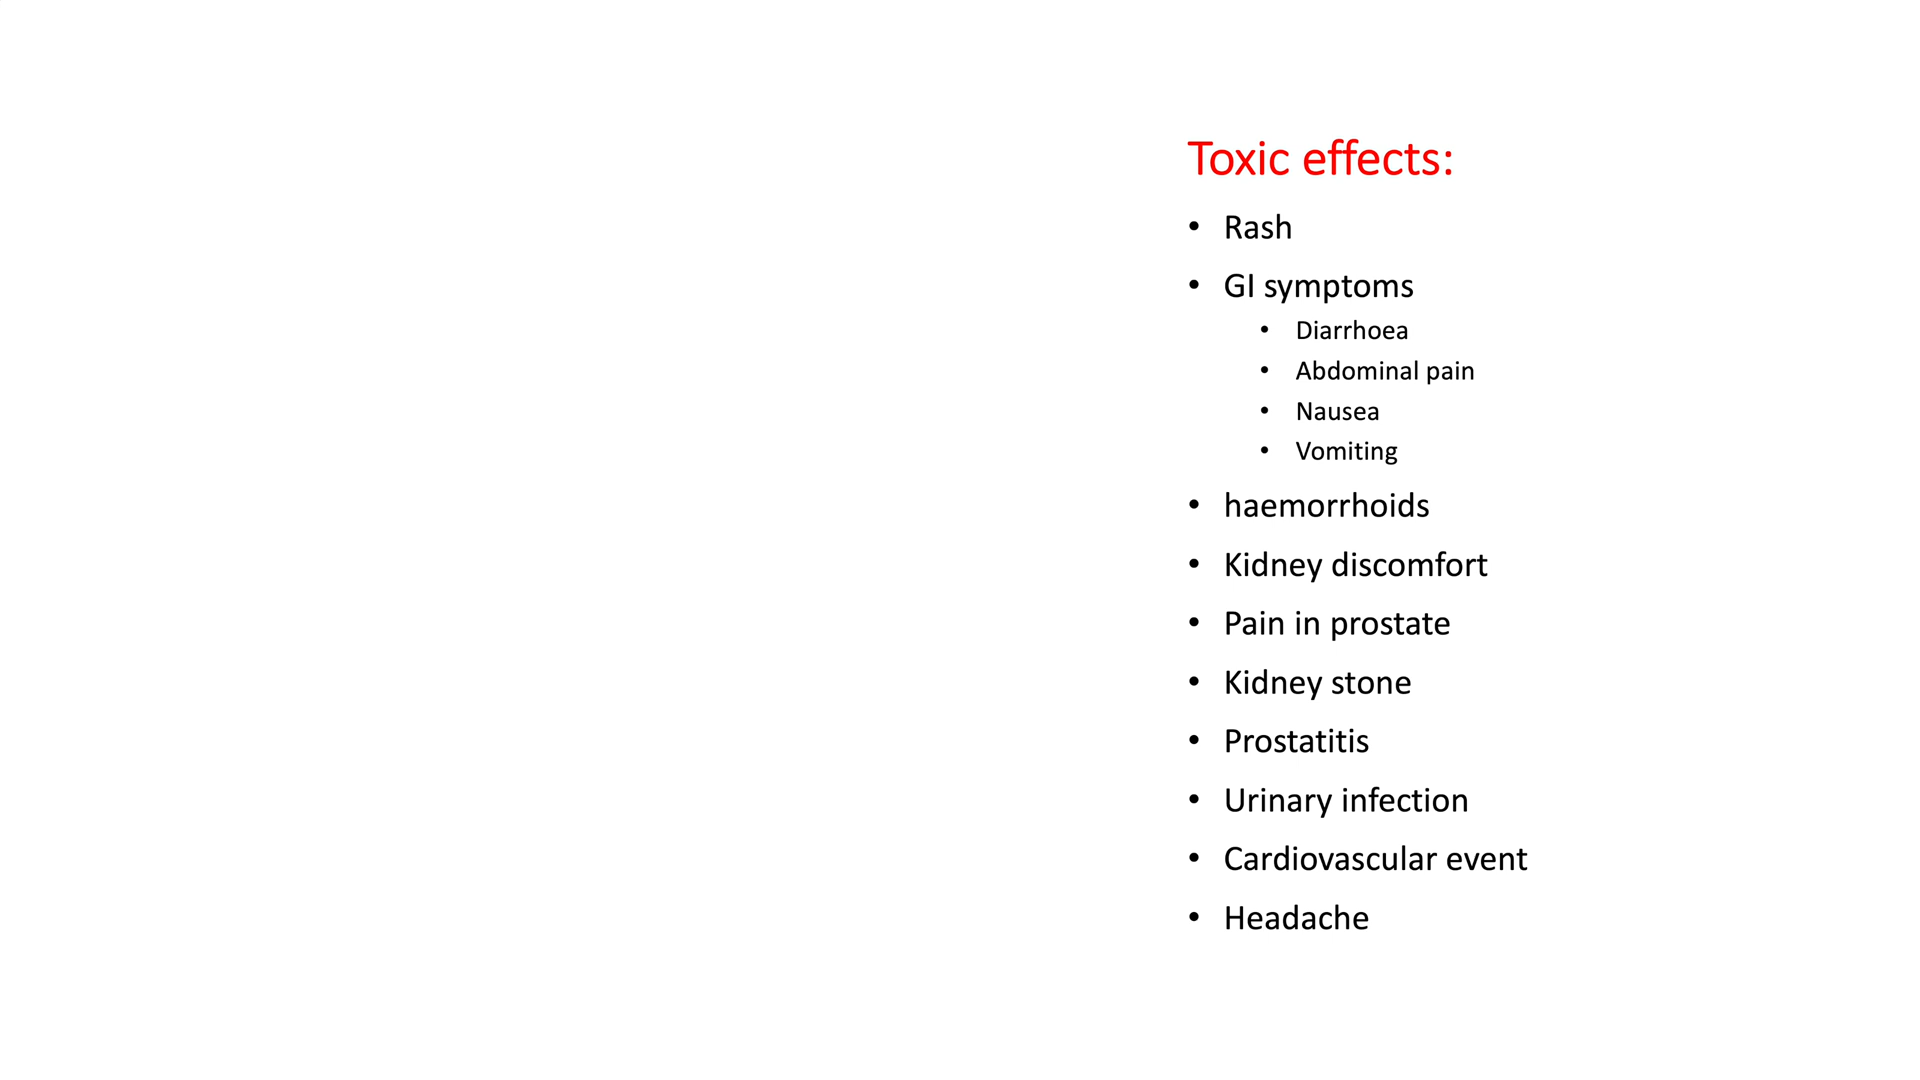 Toxic effects:
• Rash
• GI symptoms
• Diarrhoea
• Abdominal pain
• Nausea
• Vomiting
• haemorrhoids
• Kidney discomfort
• Pain in prostate
• Kidney stone
• Prostatitis
• Urinary infection
• Cardiovascular event
• Headache